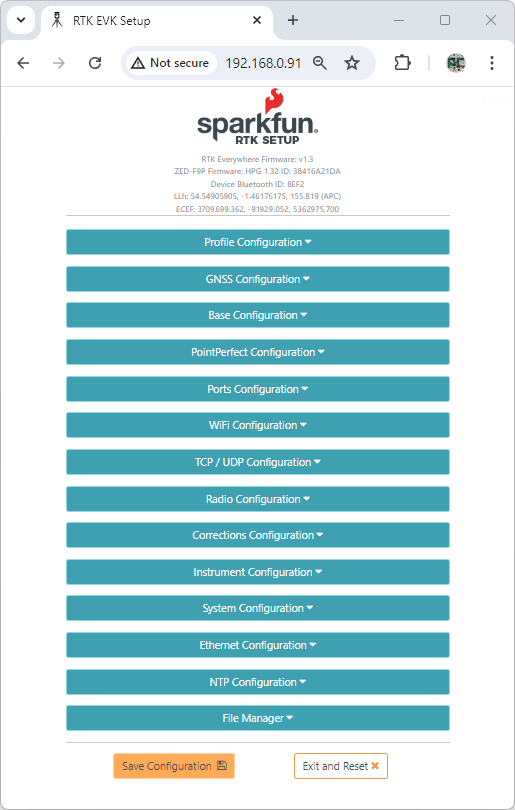 RTK EVK Setup
Not secure 192.168.0.91
sparkfun®
RTK SETUP
RTK Everywhere Firmware: v1.3
ZED-F9P Firmware: HPG 1.32 ID: 38416A21DA
Device Bluetooth ID: 8EF2
LLh: 54.54905905, -1.46176175, 155.819 (APC)
ECEF: 3709.699.362, -91929.052, 5362975.700
Profile Configuration
GNSS Configuration
Base Configuration
PointPerfect Configuration
Ports Configuration
WiFi Configuration
TCP / UDP Configuration
Radio Configuration
Corrections Configuration
Instrument Configuration
System Configuration
Ethernet Configuration
NTP Configuration
File Manager
Save Configuration Exit and Reset